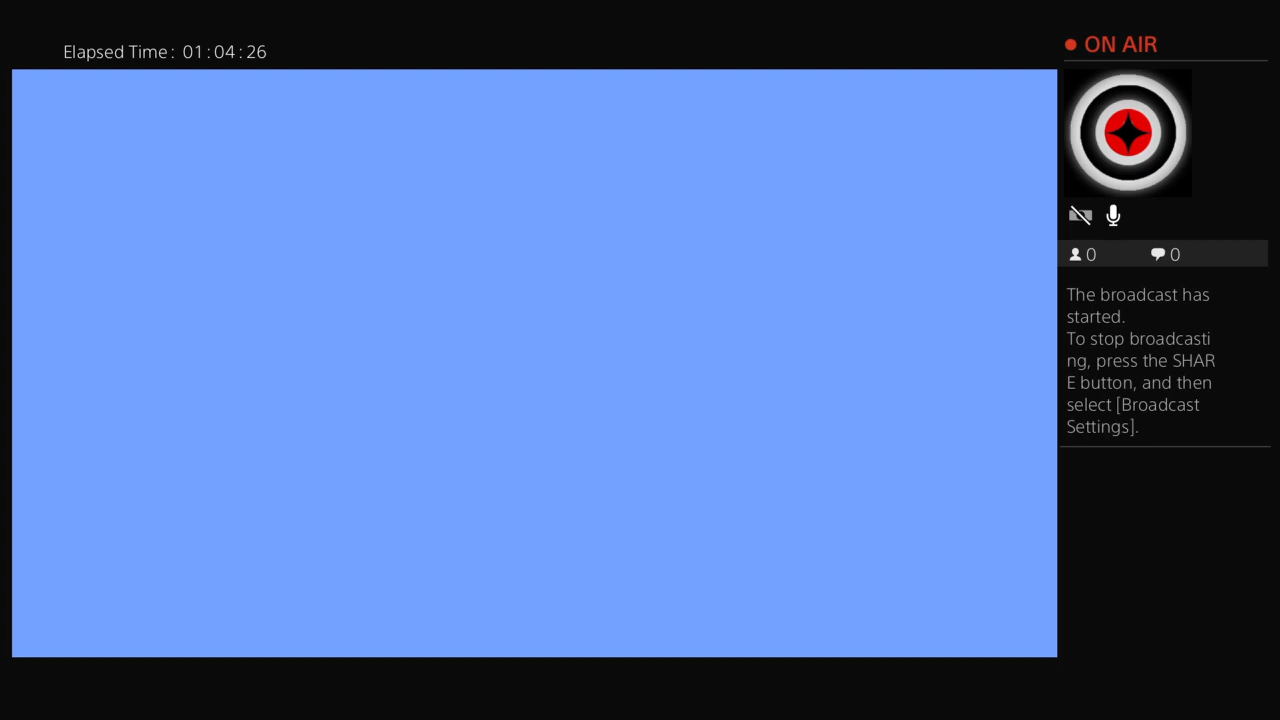 Elapsed Time: 01:04:26
ON AIR
0 0
The broadcast has
started.
To stop broadcasti
ng, press the SHAR
E button, and then
select [Broadcast
Settings].